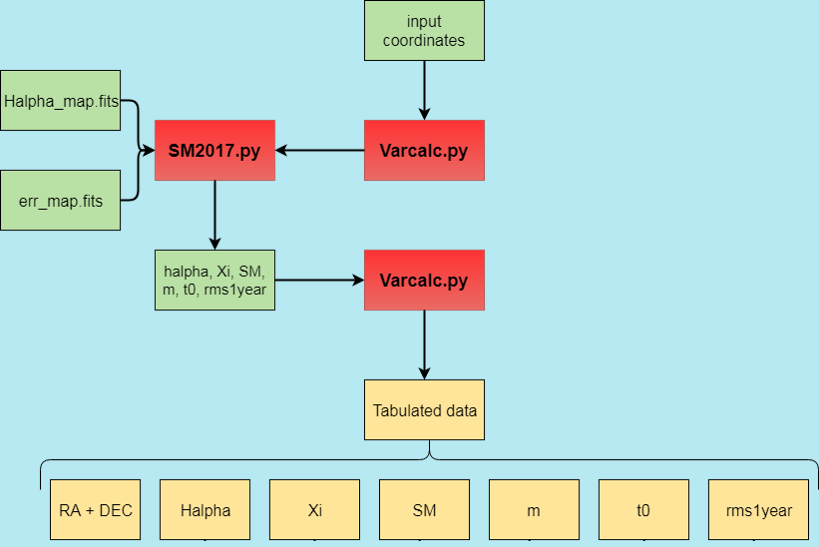 input
coordinates
Halpha_map.fits
SM2017.py
Varcalc.py
err_map.fits
halpha, Xi, SM,
m, t0, rms1year
Varcalc.py
Tabulated data
RA + DEC
Halpha
Xi
SM
m
t0
rms1year